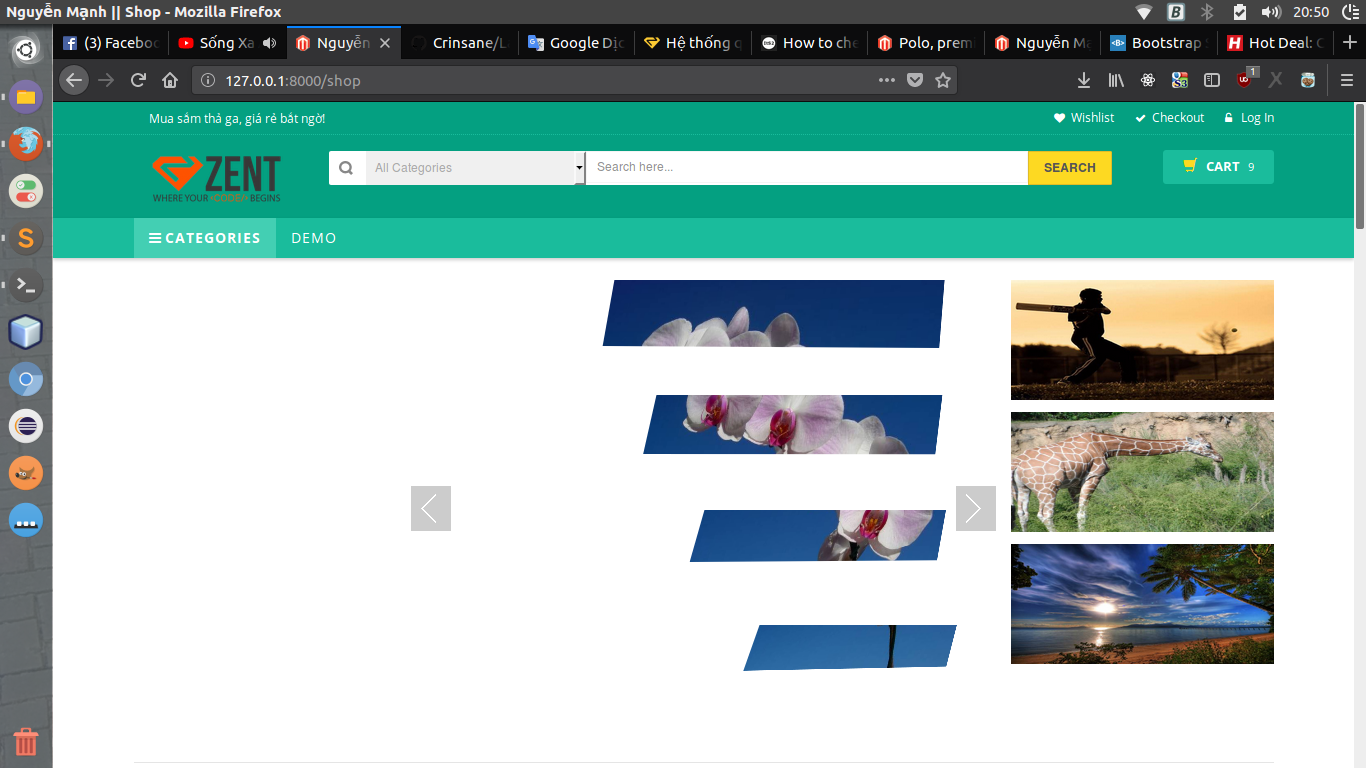 Nguyễn Mạnh || Shop - Mozilla Firefox
20:50
(3) Faceboo
Sống Xa
Nguyễn
Crinsane/L
Google Dịc
Hệ thống q
How to che
Polo, prem
Nguyễn Mạ
Bootstrap S
Hot Deal: C
127.0.0.1:8000/shop
1
Mua sắm thả ga, giá rẻ bất ngờ!
Wishlist
Checkout
Log In
ZENT
WHERE YOUR BEGINS
All Categories
Search here...
SEARCH
CART 9
CATEGORIES
DEMO